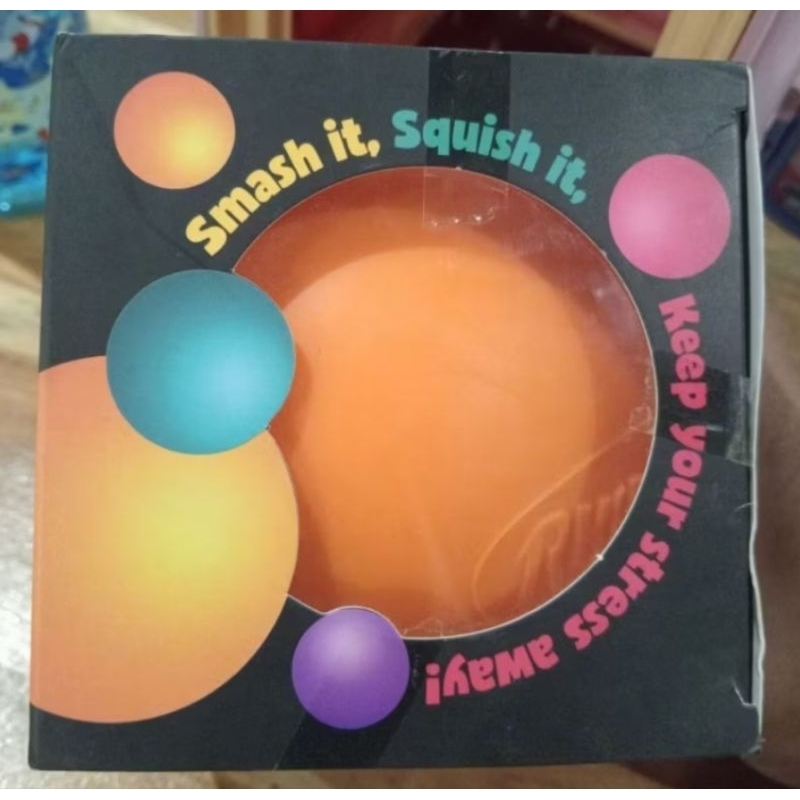 Smash it, Squish it,
Keep your stress away!